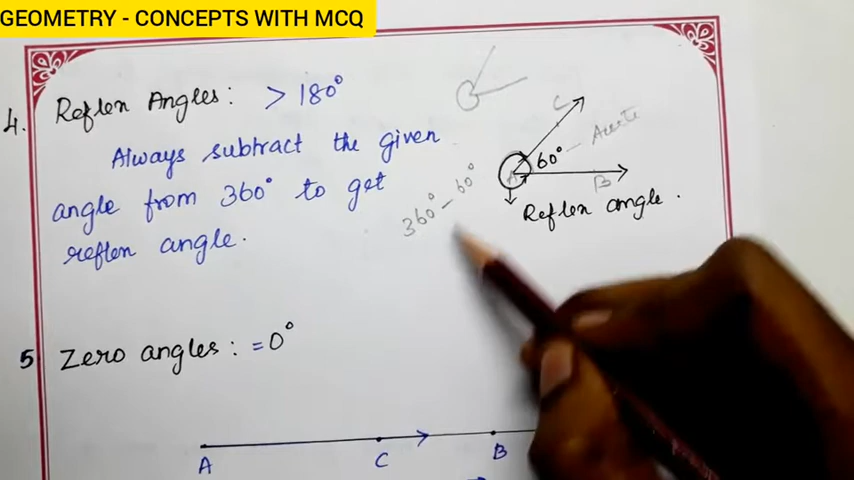 GEOMETRY - CONCEPTS WITH MCQ
4. Reflex Angles: > 180°
Always subtract the given
angle from 360° to get
reflex angle.
C
60° - Acute
A
B
360° - 60°
Reflex angle.
5 Zero angles: = 0°
A
C
B